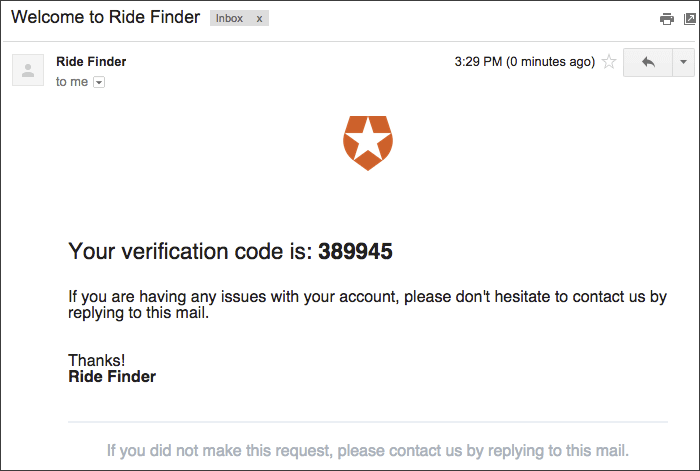 Welcome to Ride Finder Inbox x
Ride Finder 3:29 PM (0 minutes ago)
to me
Your verification code is: 389945
If you are having any issues with your account, please don't hesitate to contact us by
replying to this mail.
Thanks!
Ride Finder
If you did not make this request, please contact us by replying to this mail.